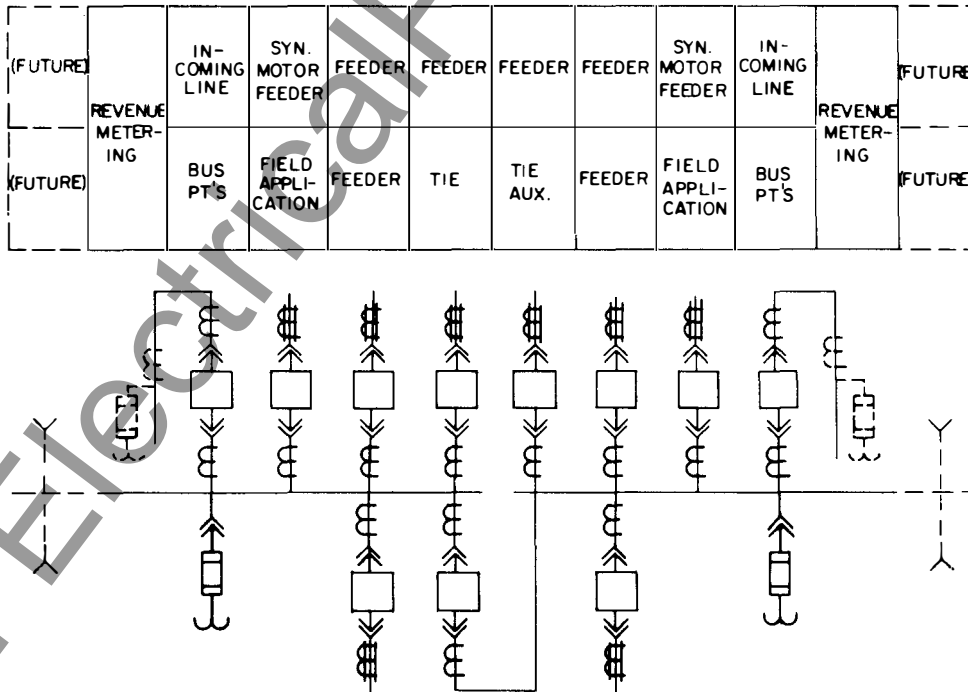 (FUTURE)
REVENUE
METER-
ING
IN-
COMING
LINE
SYN.
MOTOR
FEEDER
FEEDER
FEEDER
FEEDER
FEEDER
SYN.
MOTOR
FEEDER
IN-
COMING
LINE
REVENUE
METER-
ING
(FUTURE
(FUTURE)
BUS
PT'S
FIELD
APPLI-
CATION
FEEDER
TIE
TIE
AUX.
FEEDER
FIELD
APPLI-
CATION
BUS
PT'S
(FUTURE
Electrical